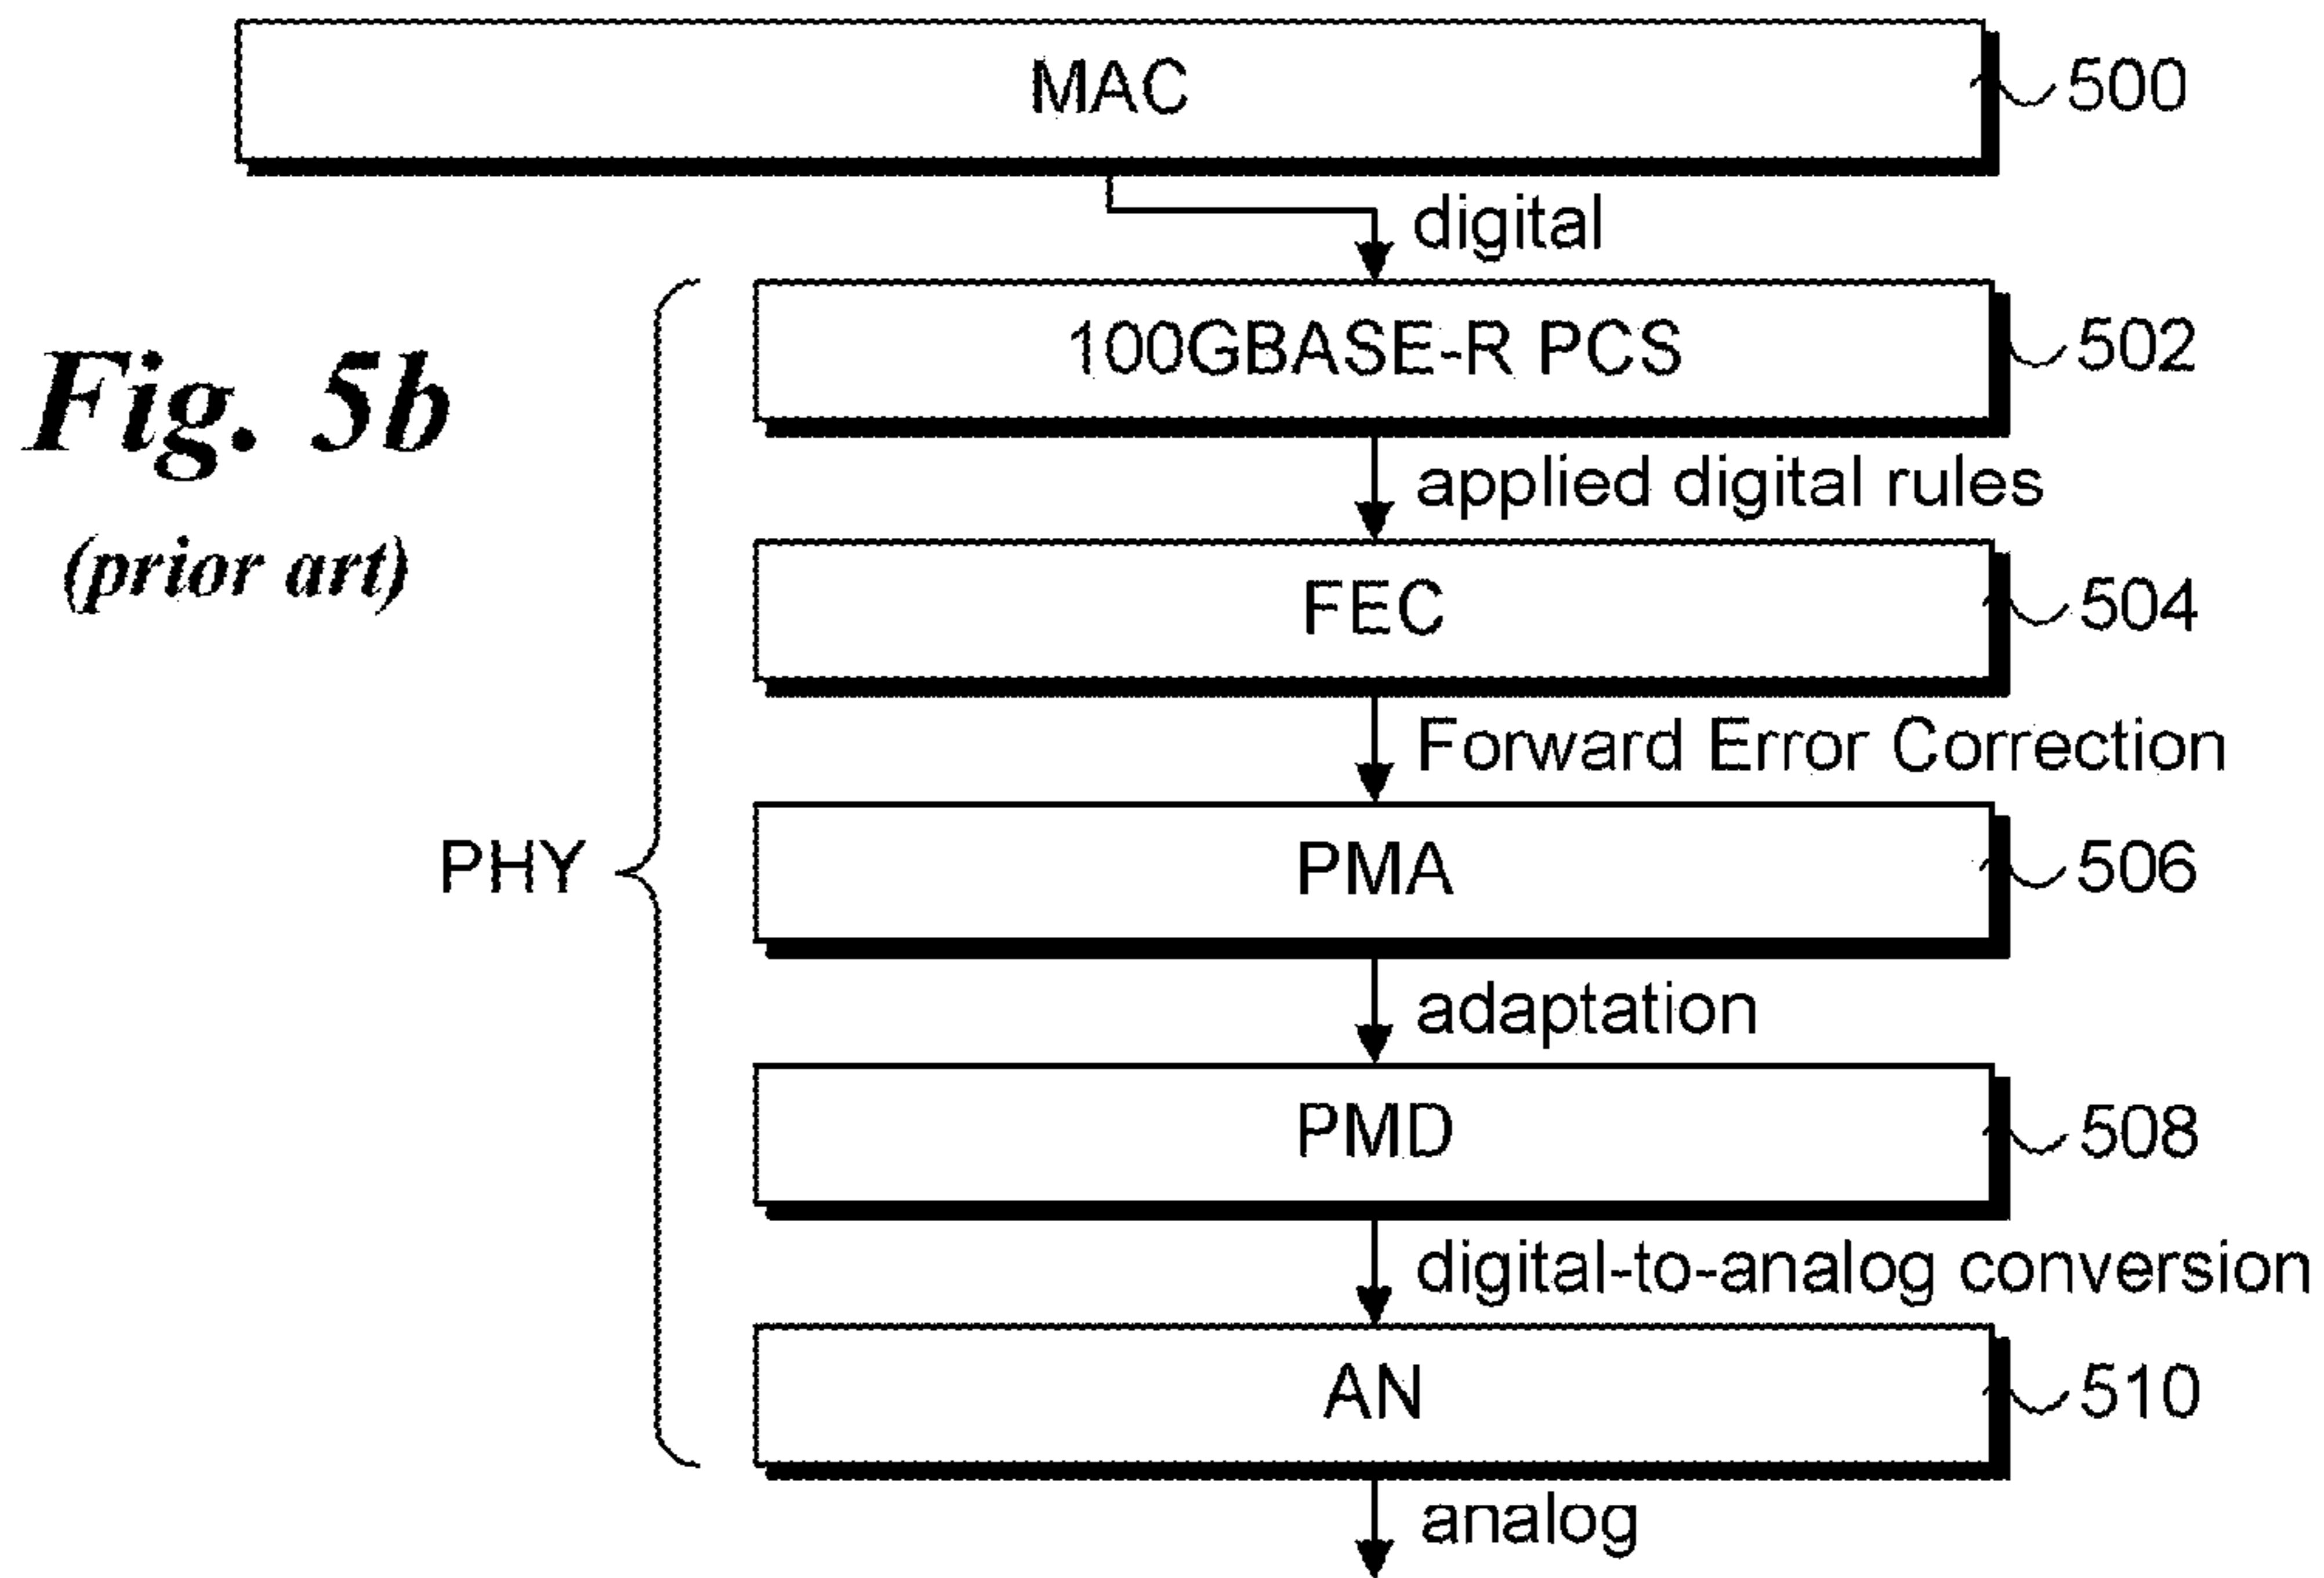 MAC
500
digital
100GBASE-R PCS
502
Fig. 5b
(prior art)
applied digital rules
FEC
504
Forward Error Correction
PHY
PMA
506
adaptation
PMD
508
digital-to-analog conversion
AN
510
analog